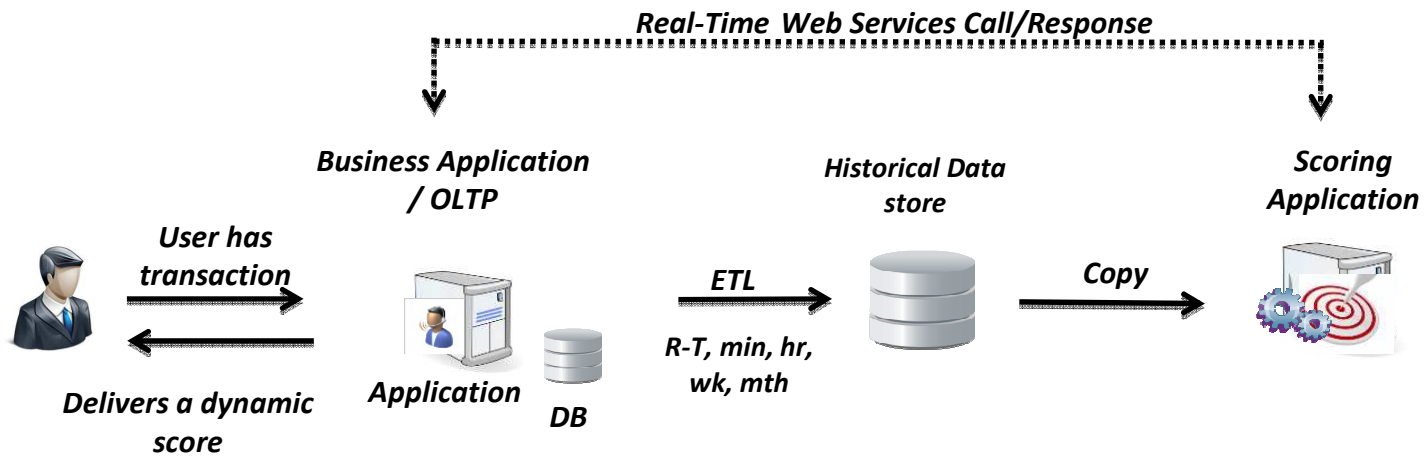 Real-Time Web Services Call/Response
Business Application
/ OLTP
Historical Data
store
Scoring
Application
User has
transaction
ETL
Copy
R-T, min, hr,
wk, mth
Application
DB
Delivers a dynamic
score